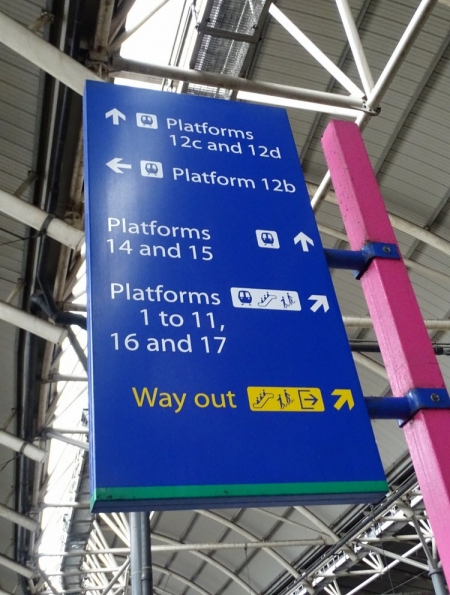 Platforms
12c and 12d
Platform 12b
Platforms
14 and 15
Platforms
1 to 11,
16 and 17
Way out